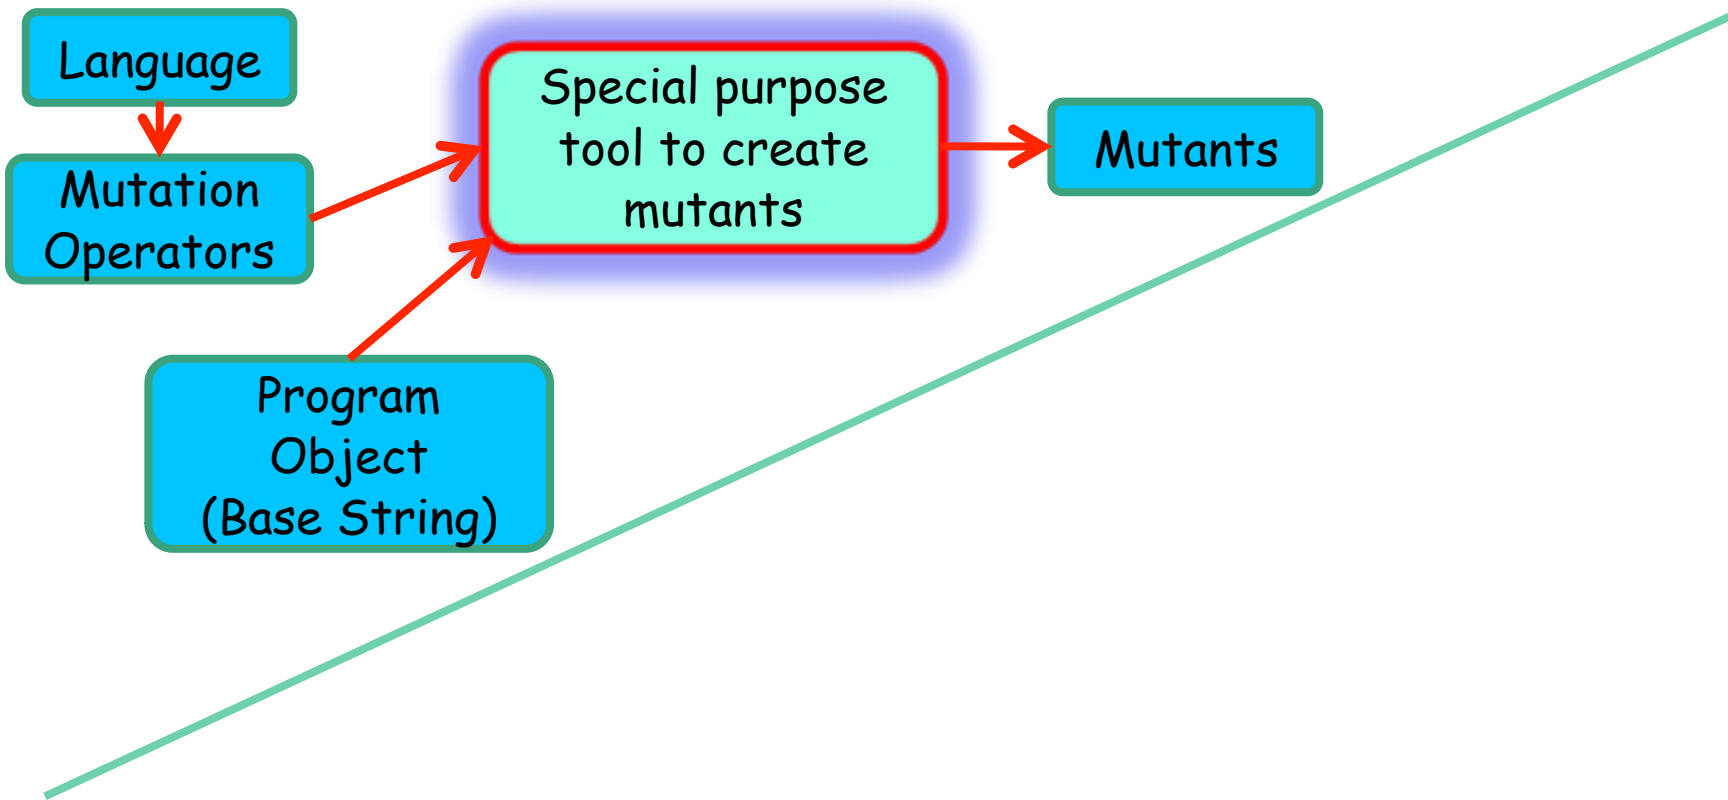 Language
Mutation
Operators
Special purpose
tool to create
mutants
Mutants
Program
Object
(Base String)